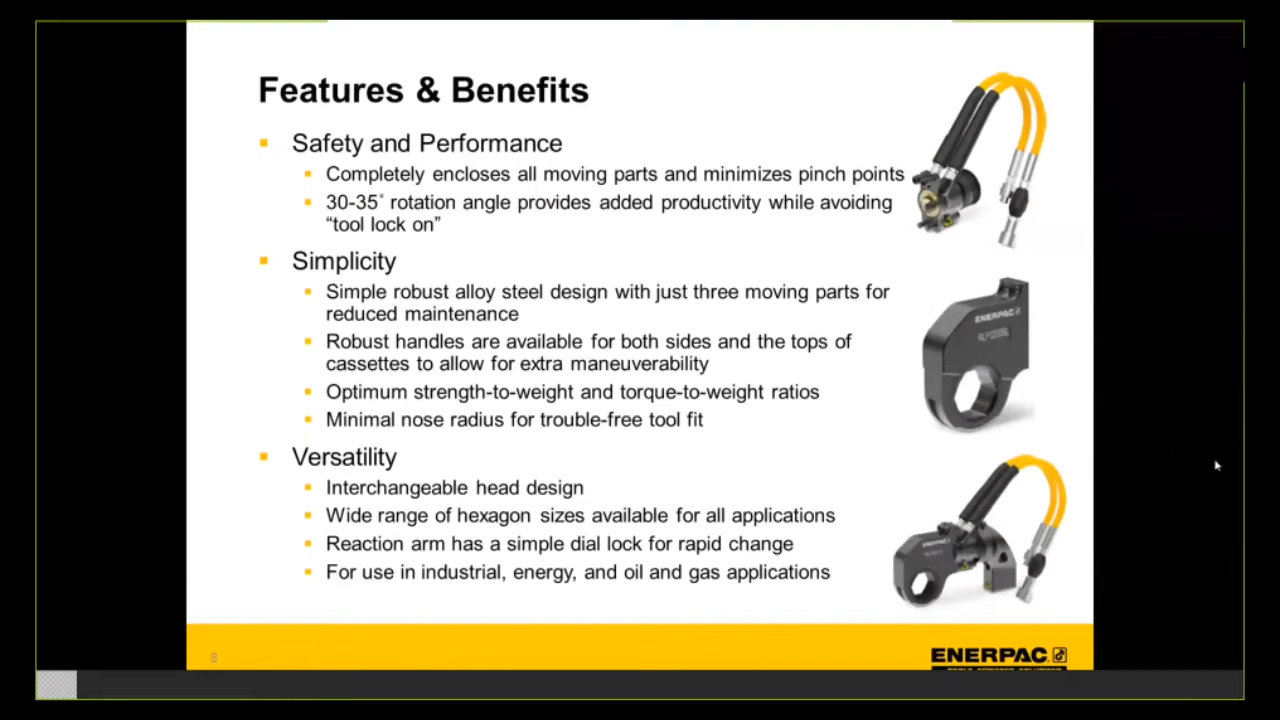 Features & Benefits
Safety and Performance
Completely encloses all moving parts and minimizes pinch points
30-35˚ rotation angle provides added productivity while avoiding
“tool lock on”
Simplicity
Simple robust alloy steel design with just three moving parts for
reduced maintenance
Robust handles are available for both sides and the tops of
cassettes to allow for extra maneuverability
Optimum strength-to-weight and torque-to-weight ratios
Minimal nose radius for trouble-free tool fit
Versatility
Interchangeable head design
Wide range of hexagon sizes available for all applications
Reaction arm has a simple dial lock for rapid change
For use in industrial, energy, and oil and gas applications
ENERPAC
ENERPAC
8
ENERPAC